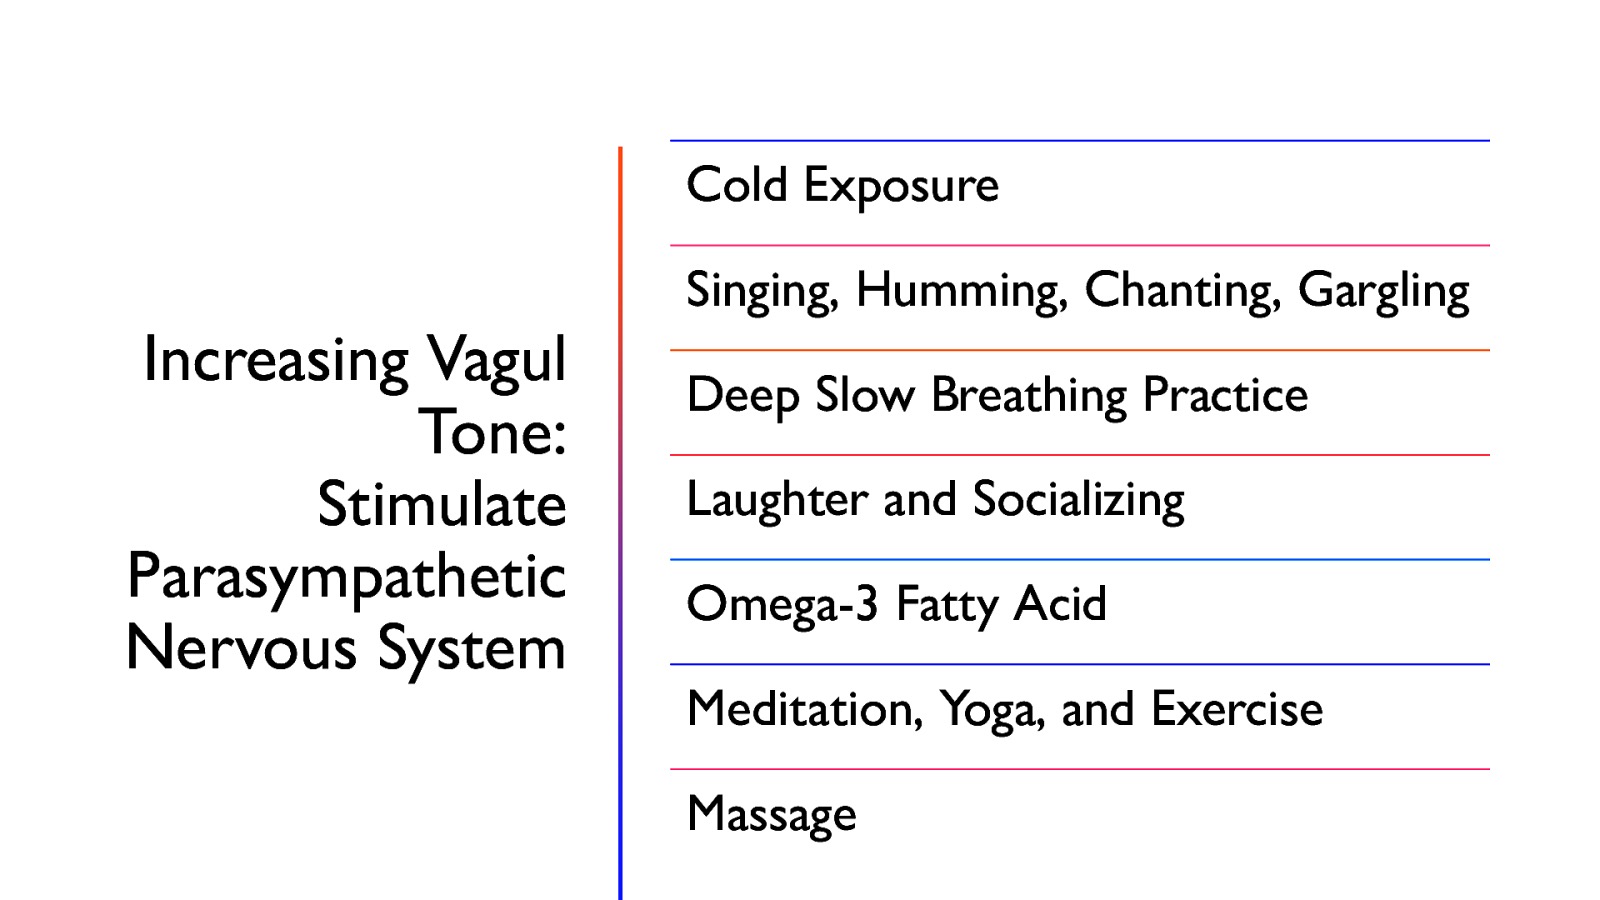 Increasing Vagul
Tone:
Stimulate
Parasympathetic
Nervous System
Cold Exposure
Singing, Humming, Chanting, Gargling
Deep Slow Breathing Practice
Laughter and Socializing
Omega-3 Fatty Acid
Meditation, Yoga, and Exercise
Massage